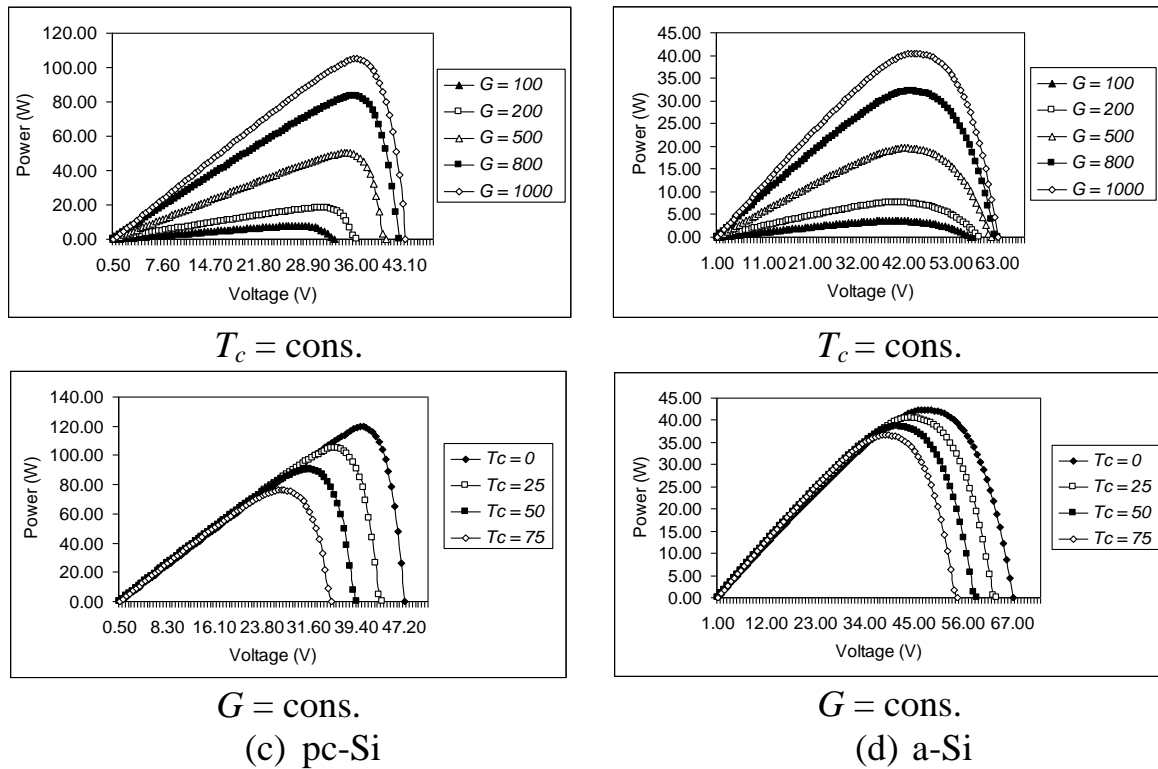 120.00
100.00
80.00
60.00
40.00
20.00
0.00
Power (W)
0.50 7.60 14.70 21.80 28.90 36.00 43.10
Voltage (V)
G = 100
G = 200
G = 500
G = 800
G = 1000
T_c = cons.
45.00
40.00
35.00
30.00
25.00
20.00
15.00
10.00
5.00
0.00
Power (W)
1.00 11.00 21.00 32.00 42.00 53.00 63.00
Voltage (V)
G = 100
G = 200
G = 500
G = 800
G = 1000
T_c = cons.
140.00
120.00
100.00
80.00
60.00
40.00
20.00
0.00
Power (W)
0.50 8.30 16.10 23.80 31.60 39.40 47.20
Voltage (V)
Tc = 0
Tc = 25
Tc = 50
Tc = 75
G = cons.
(c) pc-Si
45.00
40.00
35.00
30.00
25.00
20.00
15.00
10.00
5.00
0.00
Power (W)
1.00 12.00 23.00 34.00 45.00 56.00 67.00
Voltage (V)
Tc = 0
Tc = 25
Tc = 50
Tc = 75
G = cons.
(d) a-Si